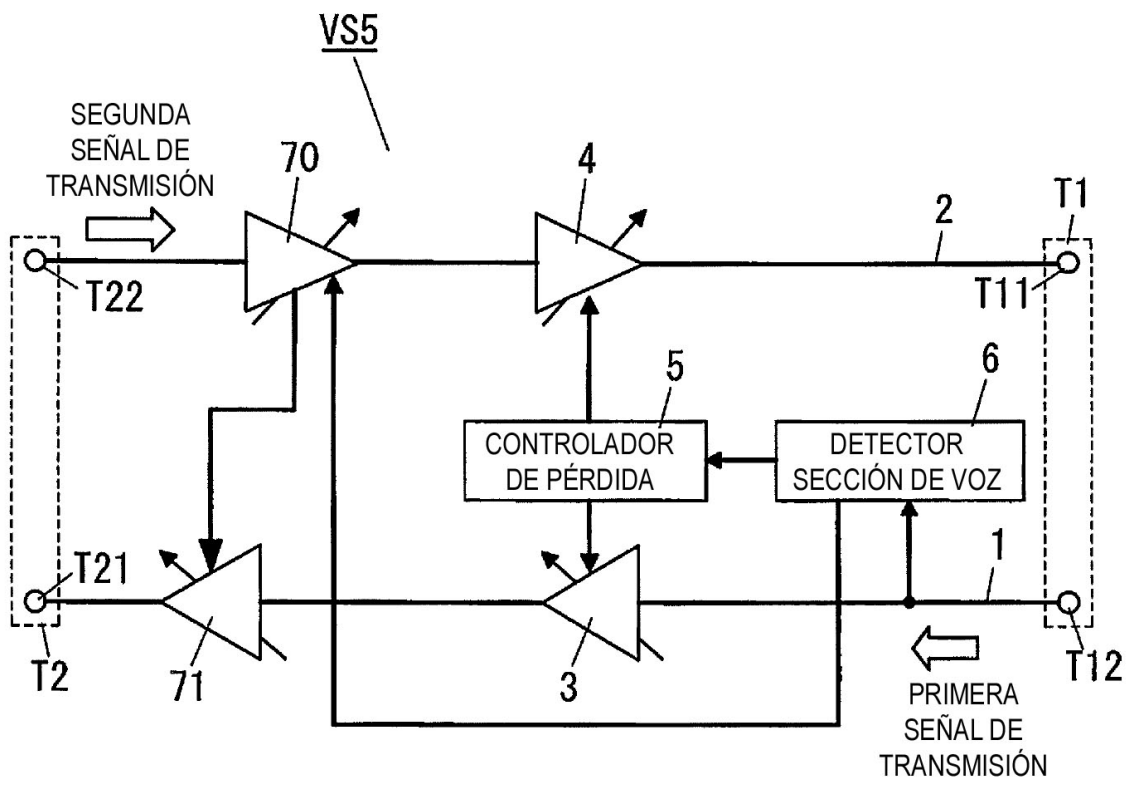 VS5
SEGUNDA
SEÑAL DE
TRANSMISIÓN
70
4
2
T1
T22
T11
5
6
CONTROLADOR
DE PÉRDIDA
DETECTOR
SECCIÓN DE VOZ
T21
1
T2
71
3
T12
PRIMERA
SEÑAL DE
TRANSMISIÓN